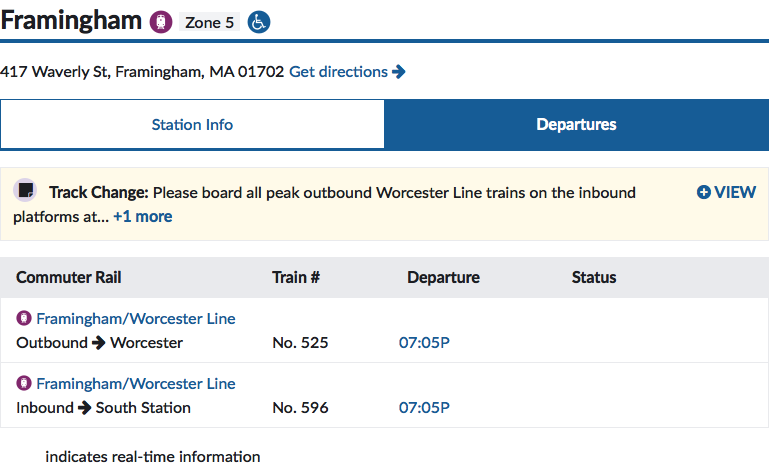 Framingham Zone 5
417 Waverly St, Framingham, MA 01702 Get directions
Station Info Departures
Track Change: Please board all peak outbound Worcester Line trains on the inbound
platforms at... +1 more
VIEW
Commuter Rail Train # Departure Status
Framingham/Worcester Line
Outbound → Worcester No. 525 07:05P
Framingham/Worcester Line
Inbound → South Station No. 596 07:05P
indicates real-time information